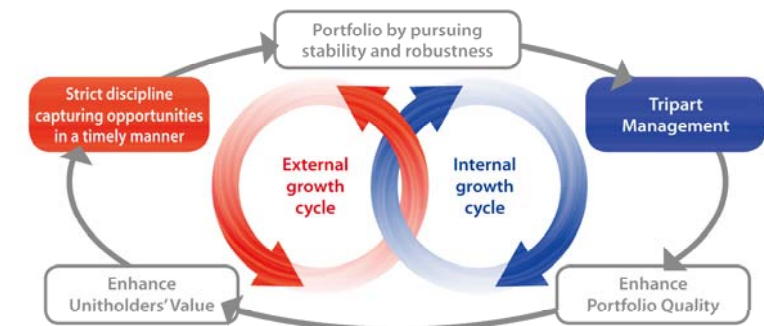 Portfolio by pursuing
stability and robustness
Strict discipline
capturing opportunities
in a timely manner
Tripart
Management
External
growth
cycle
Internal
growth
cycle
Enhance
Unitholders' Value
Enhance
Portfolio Quality